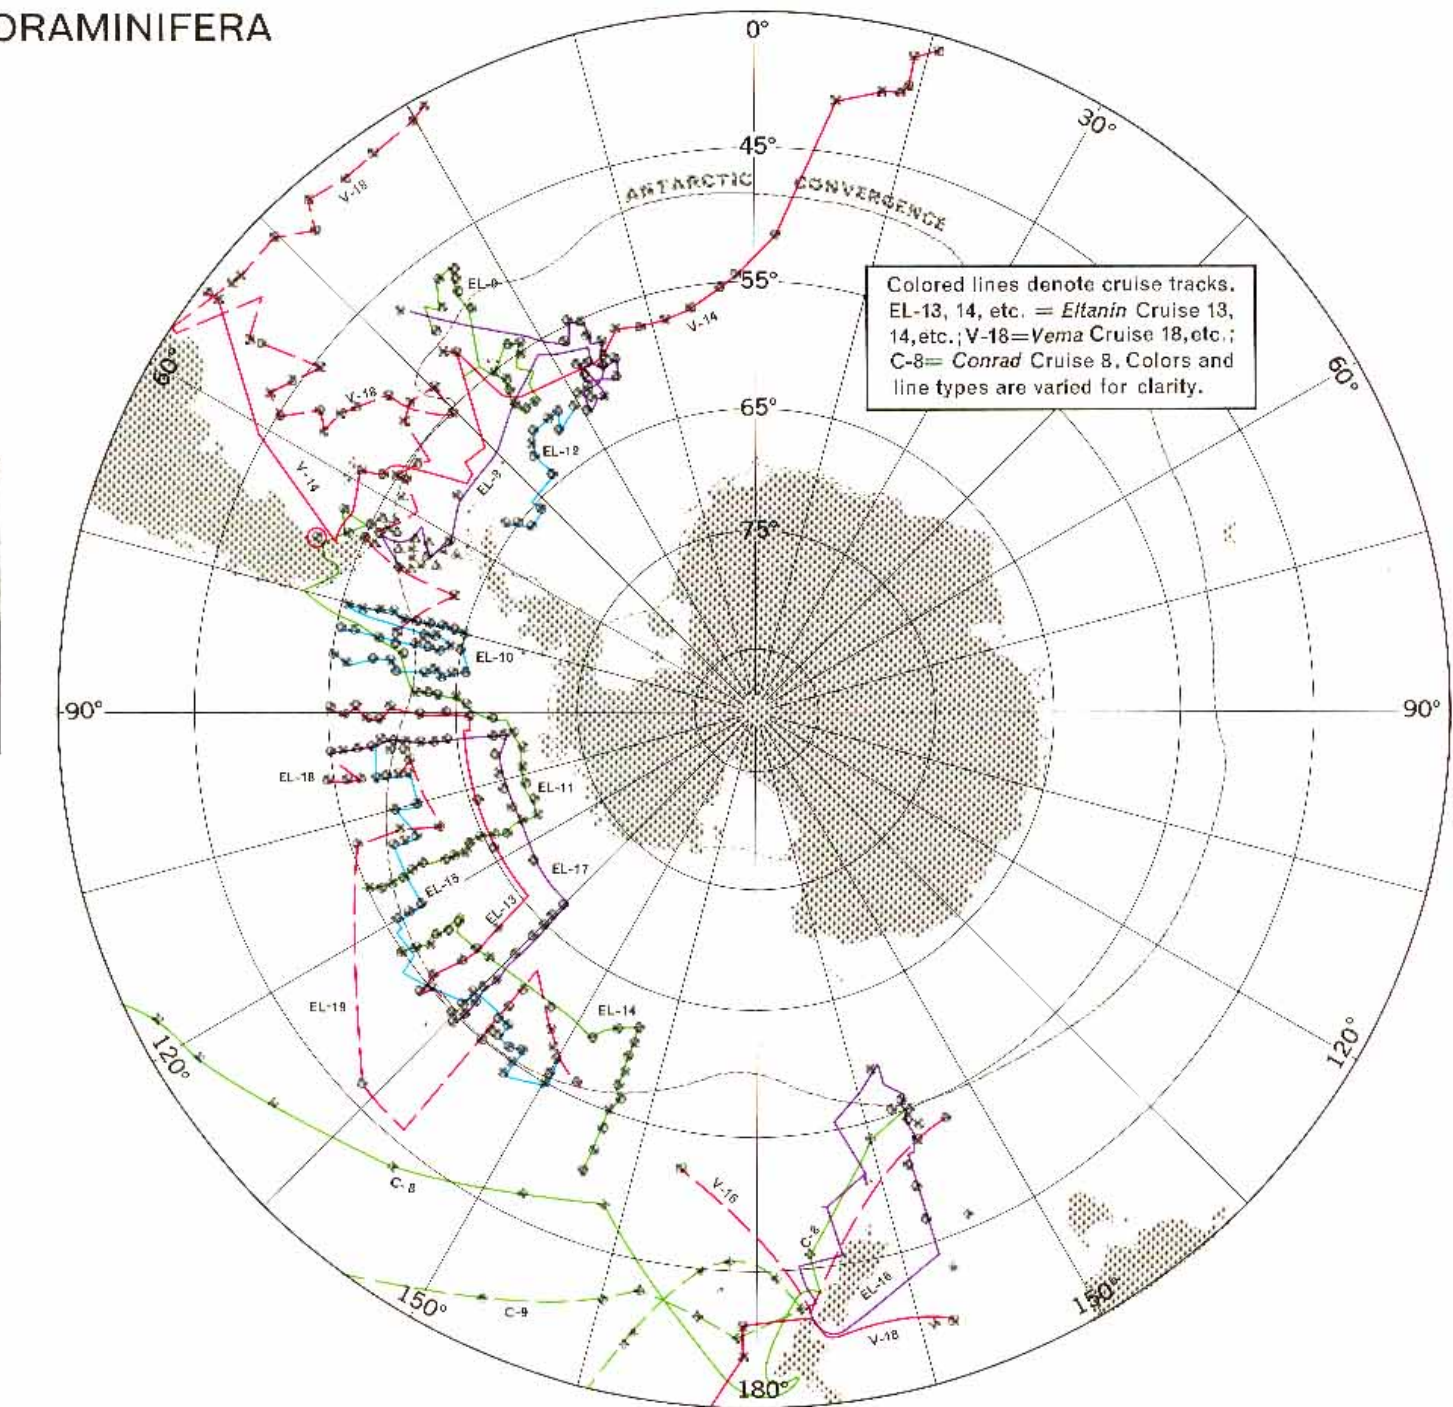 ORAMINIFERA
0°
30°
45°
ANTARCTIC CONVERGENCE
V-18
EL-9
55°
V-14
Colored lines denote cruise tracks.
EL-13, 14, etc. = Eltanin Cruise 13,
14, etc.; V-18=Vema Cruise 18, etc.;
C-8= Conrad Cruise 8. Colors and
line types are varied for clarity.
60°
60°
V-18
65°
EL-12
V-14
75°
EL-10
90°
90°
EL-18
EL-11
EL-17
EL-15
EL-13
EL-19
EL-14
120°
120°
C-8
V-16
C-8
EL-16
150°
150°
C-9
V-18
180°